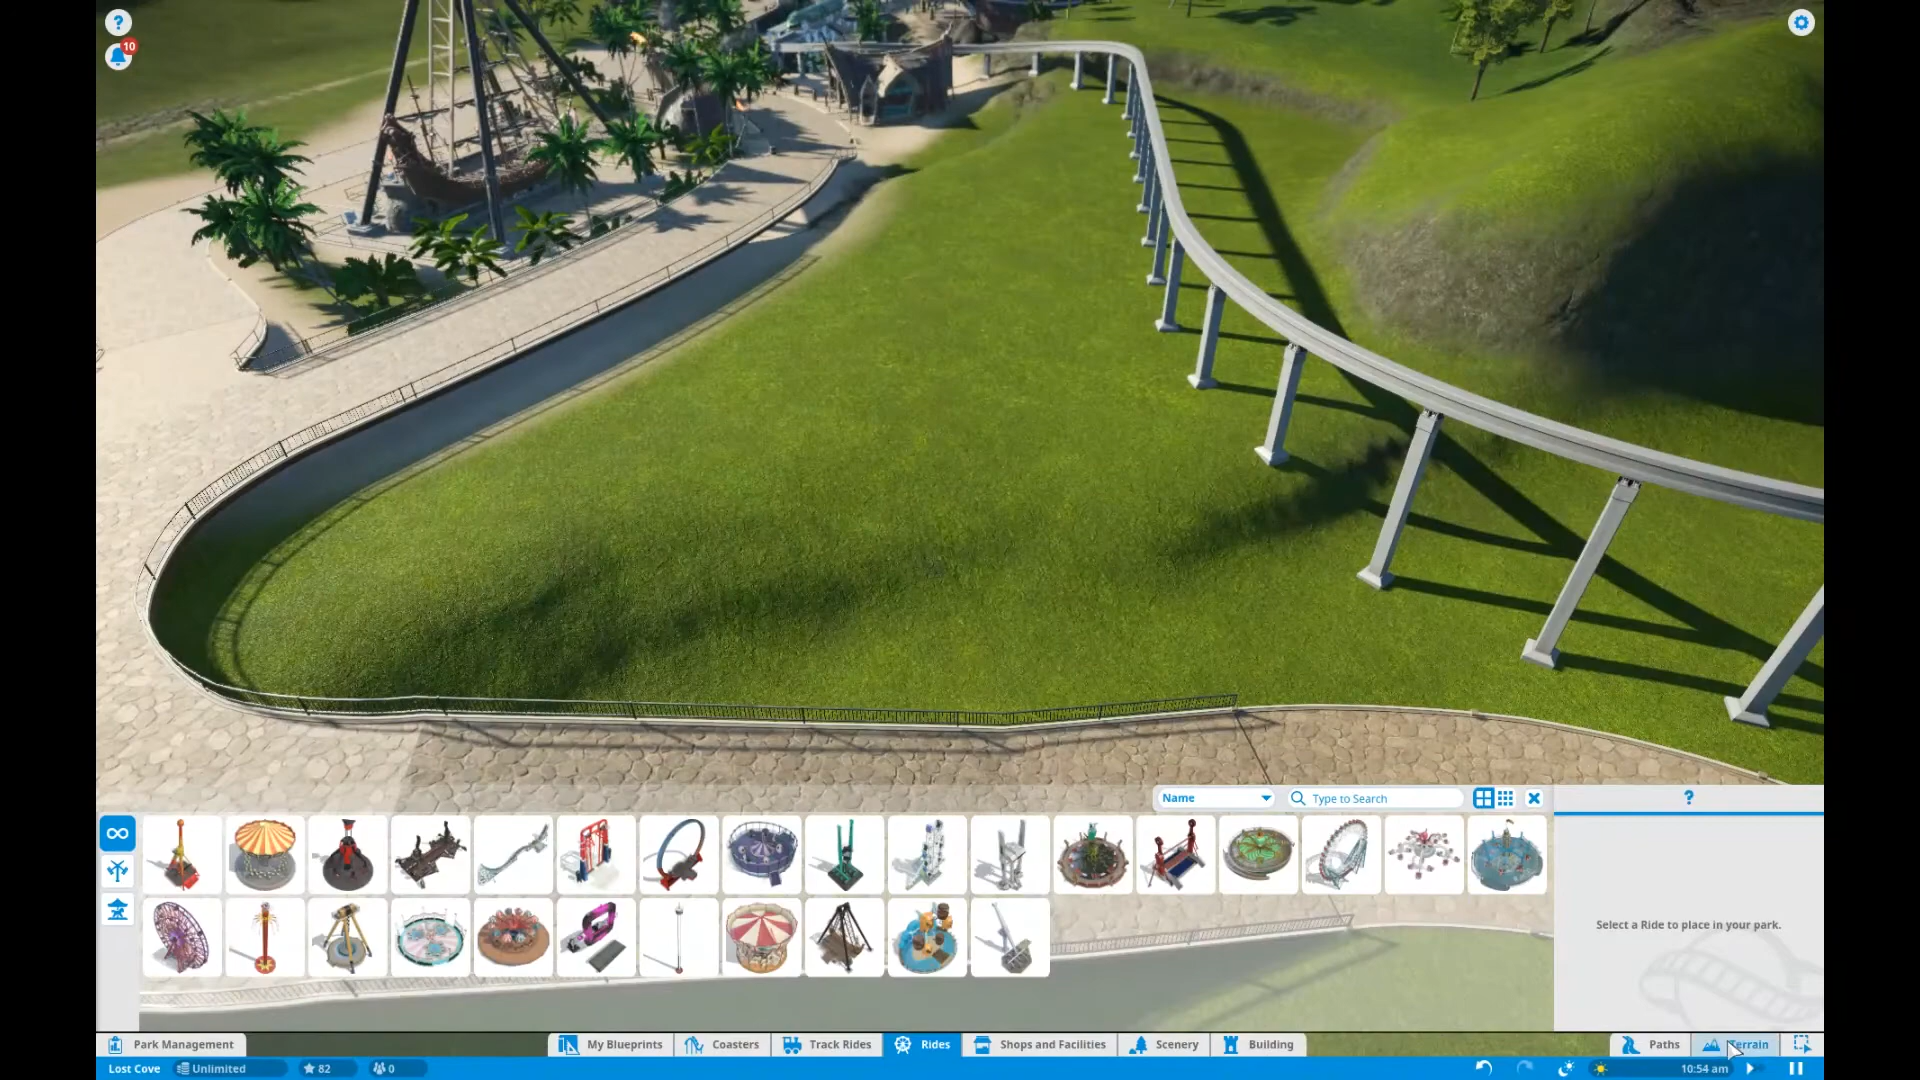 ?
10
Name
Type to Search
?
Select a Ride to place in your park.
Park Management
My Blueprints
Coasters
Track Rides
Rides
Shops and Facilities
Scenery
Building
Paths
Terrain
Lost Cove
Unlimited
82
0
10:54 am